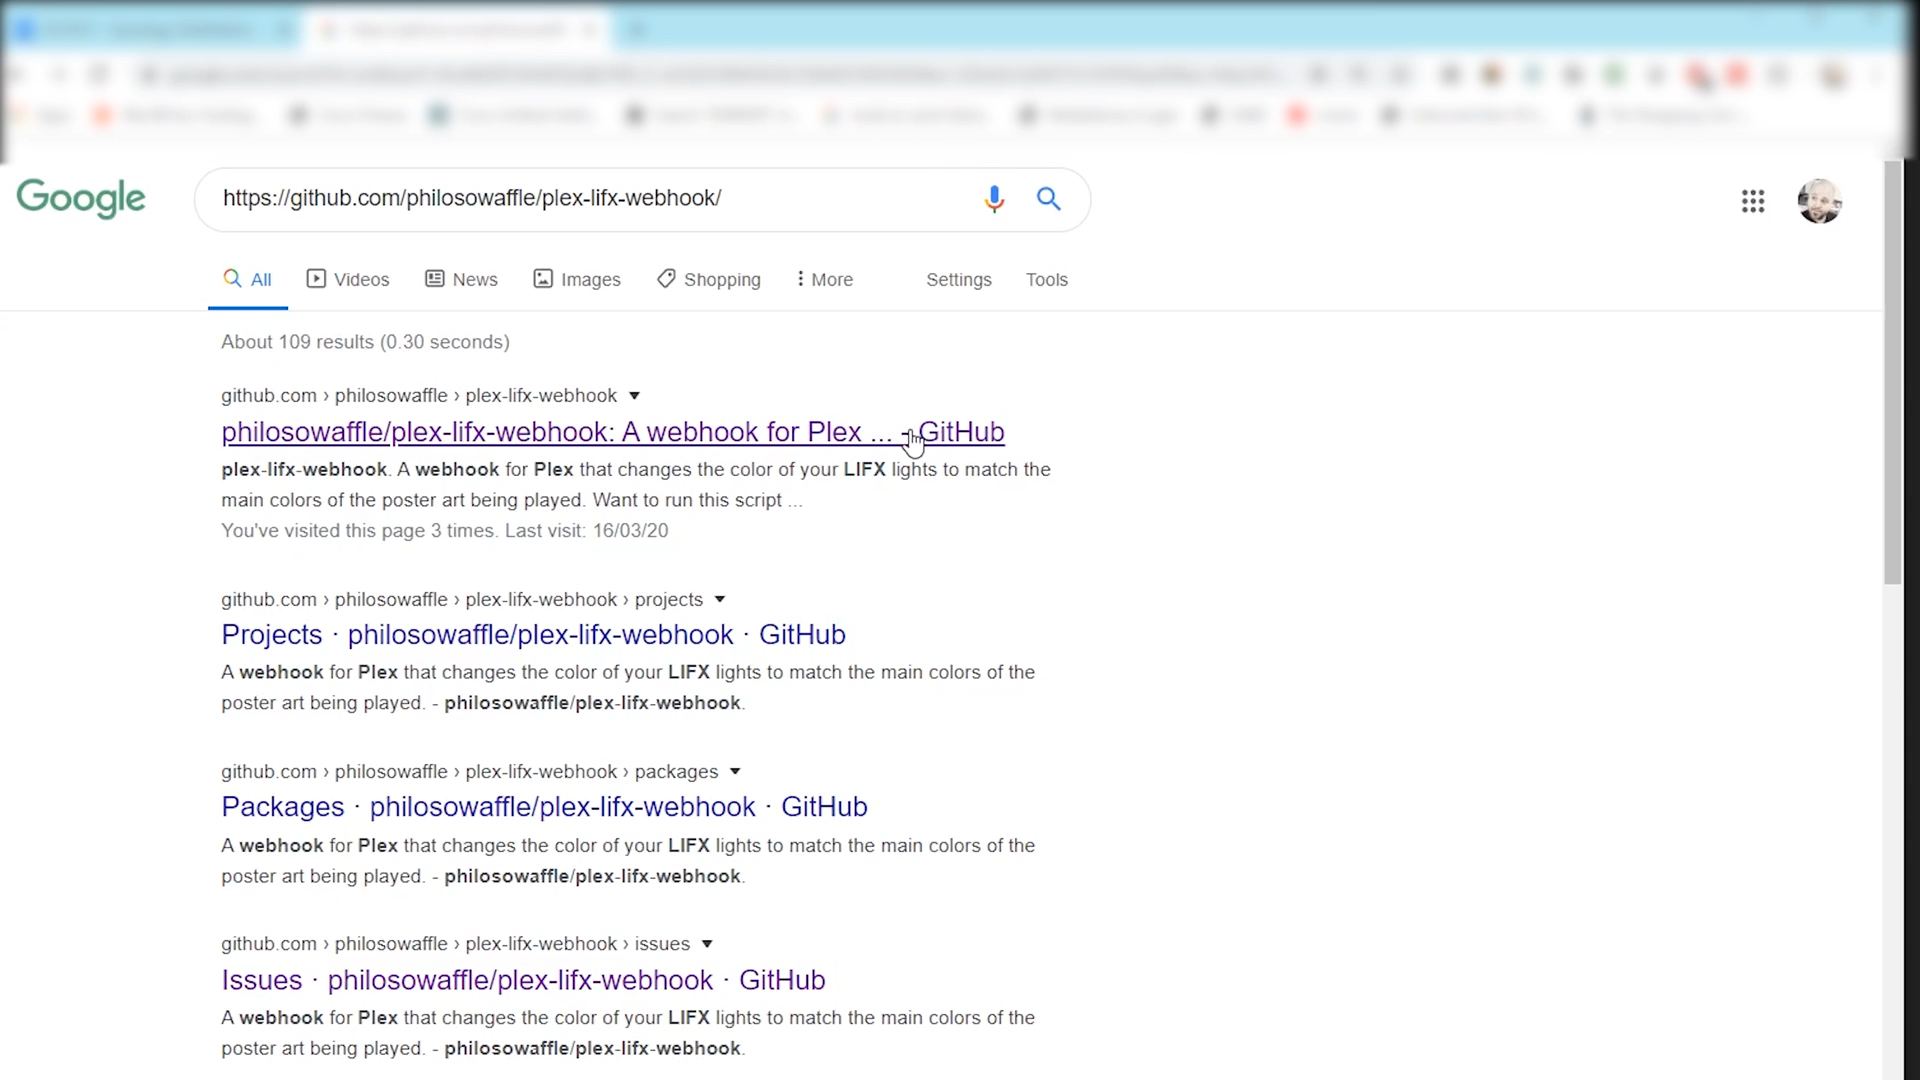 Google
https://github.com/philosowaffle/plex-lifx-webhook/
All Videos News Images Shopping More Settings Tools
About 109 results (0.30 seconds)
github.com › philosowaffle › plex-lifx-webhook
philosowaffle/plex-lifx-webhook: A webhook for Plex ... - GitHub
plex-lifx-webhook. A webhook for Plex that changes the color of your LIFX lights to match the
main colors of the poster art being played. Want to run this script ...
You've visited this page 3 times. Last visit: 16/03/20
github.com › philosowaffle › plex-lifx-webhook › projects
Projects · philosowaffle/plex-lifx-webhook · GitHub
A webhook for Plex that changes the color of your LIFX lights to match the main colors of the
poster art being played. - philosowaffle/plex-lifx-webhook.
github.com › philosowaffle › plex-lifx-webhook › packages
Packages · philosowaffle/plex-lifx-webhook · GitHub
A webhook for Plex that changes the color of your LIFX lights to match the main colors of the
poster art being played. - philosowaffle/plex-lifx-webhook.
github.com › philosowaffle › plex-lifx-webhook › issues
Issues · philosowaffle/plex-lifx-webhook · GitHub
A webhook for Plex that changes the color of your LIFX lights to match the main colors of the
poster art being played. - philosowaffle/plex-lifx-webhook.